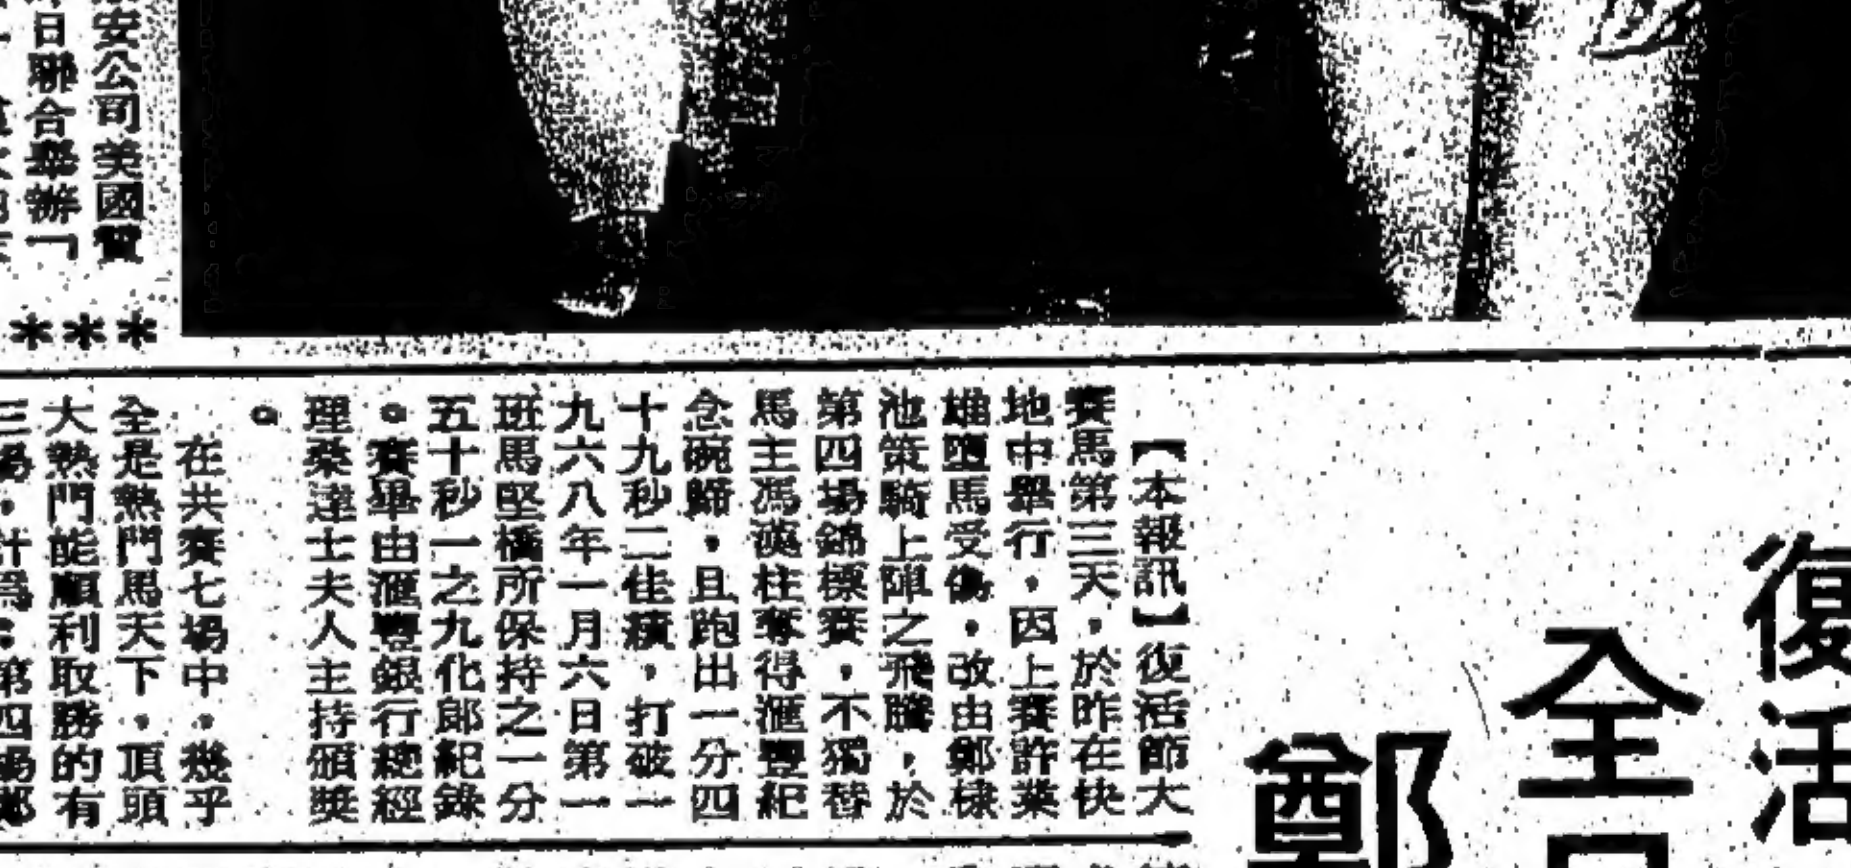 復活
全日
鄭
【本報訊】復活節大
賽馬第三天，於昨在快
地中舉行，因上賽許業
雄墮馬受傷，改由鄭棣
池策騎上陣之飛驥，於
第四場錦標賽，不獨替
馬主馮漢柱奪得滙豐紀
念碗歸，且跑出一分四
十九秒二佳績，打破一
九六八年一月六日第一
班馬堅橋所保持之一分
五十秒一之九化郎紀錄
。賽畢由滙豐銀行總經
理桑達士夫人主持頒獎
。
在共賽七場中，幾乎
全是熱門馬天下，頂頭
大熱門能順利取勝的有
三場，計爲：第四場鄭
安公司美國寶
日聯合舉辦「
***